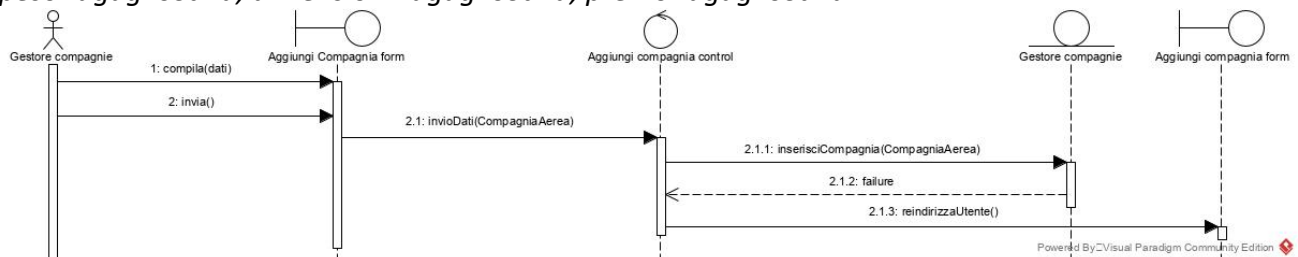 Gestore compagnie
Aggiungi Compagnia form
Aggiungi compagnia control
Gestore compagnie
Aggiungi compagnia form
1: compila(dati)
2: invia()
2.1: invioDati(CompagniaAerea)
2.1.1: inserisciCompagnia(CompagniaAerea)
2.1.2: failure
2.1.3: reindirizzaUtente()
Powered By Visual Paradigm Community Edition